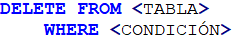 DELETE FROM <TABLA>
WHERE <CONDICIÓN>